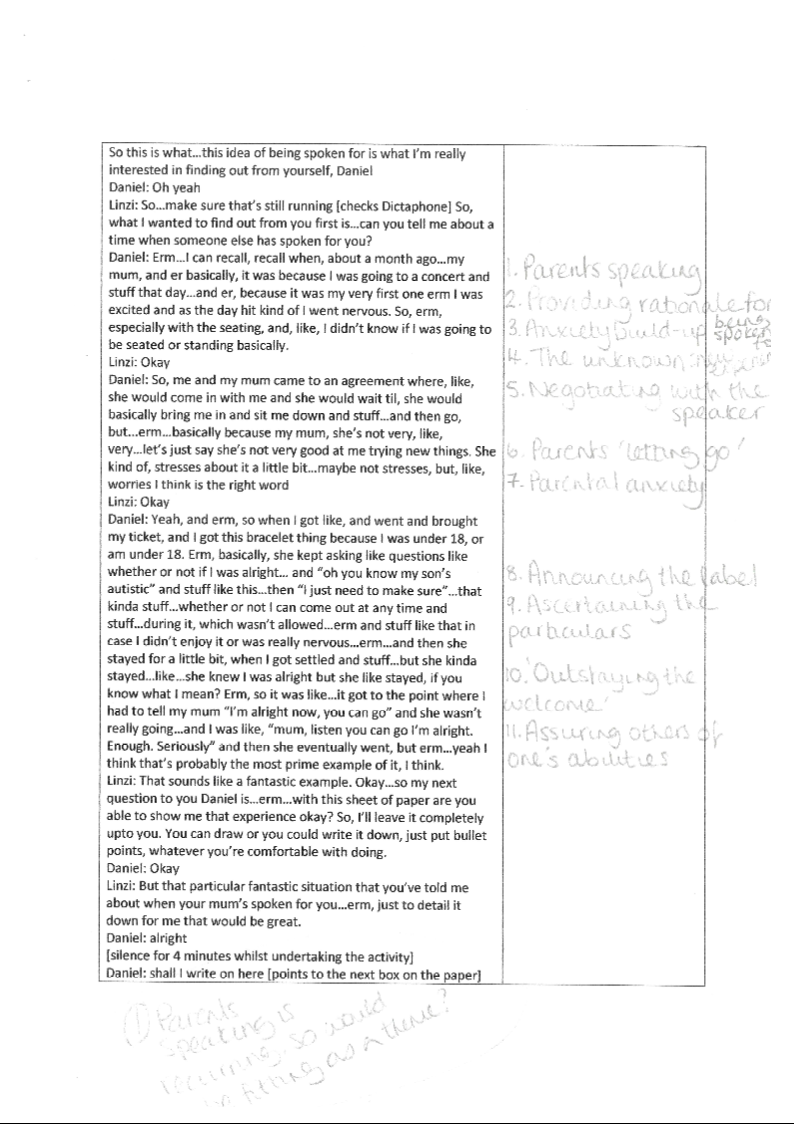 So this is what...this idea of being spoken for is what I'm really
interested in finding out from yourself, Daniel
Daniel: Oh yeah
Linzi: So...make sure that's still running [checks Dictaphone] So,
what I wanted to find out from you first is...can you tell me about a
time when someone else has spoken for you?
Daniel: Erm...I can recall, recall when, about a month ago...my
mum, and er basically, it was because I was going to a concert and
stuff that day...and er, because it was my very first one erm I was
excited and as the day hit kind of I went nervous. So, erm,
especially with the seating, and, like, I didn't know if I was going to
be seated or standing basically.
Linzi: Okay
Daniel: So, me and my mum came to an agreement where, like,
she would come in with me and she would wait til, she would
basically bring me in and sit me down and stuff...and then go,
but...erm...basically because my mum, she's not very, like,
very...let's just say she's not very good at me trying new things. She
kind of, stresses about it a little bit...maybe not stresses, but, like,
worries I think is the right word
Linzi: Okay
Daniel: Yeah, and erm, so when I got like, and went and brought
my ticket, and I got this bracelet thing because I was under 18, or
am under 18. Erm, basically, she kept asking like questions like
whether or not if I was alright... and "oh you know my son's
autistic" and stuff like this...then "I just need to make sure"...that
kinda stuff...whether or not I can come out at any time and
stuff...during it, which wasn't allowed...erm and stuff like that in
case I didn't enjoy it or was really nervous...erm...and then she
stayed for a little bit, when I got settled and stuff...but she kinda
stayed...like...she knew I was alright but she like stayed, if you
know what I mean? Erm, so it was like...it got to the point where I
had to tell my mum "I'm alright now, you can go" and she wasn't
really going...and I was like, "mum, listen you can go I'm alright.
Enough. Seriously" and then she eventually went, but erm...yeah I
think that's probably the most prime example of it, I think.
Linzi: That sounds like a fantastic example. Okay...so my next
question to you Daniel is...erm...with this sheet of paper are you
able to show me that experience okay? So, I'll leave it completely
upto you. You can draw or you could write it down, just put bullet
points, whatever you're comfortable with doing.
Daniel: Okay
Linzi: But that particular fantastic situation that you've told me
about when your mum's spoken for you...erm, just to detail it
down for me that would be great.
Daniel: alright
[silence for 4 minutes whilst undertaking the activity]
Daniel: shall I write on here [points to the next box on the paper]
1. Parents speaking
2. Providing rationale for
being
spoken
3. Anxiety build-up
4. The unknown
5. Negotiating with the
speaker
6. Parents 'letting go'
7. Parental anxiety
8. Announcing the label
9. Ascertaining the
particulars
10. 'Outstaying the
welcome'
11. Assuring others of
one's abilities
① Parents
speaking is
recurring, so would
fitting as a theme?